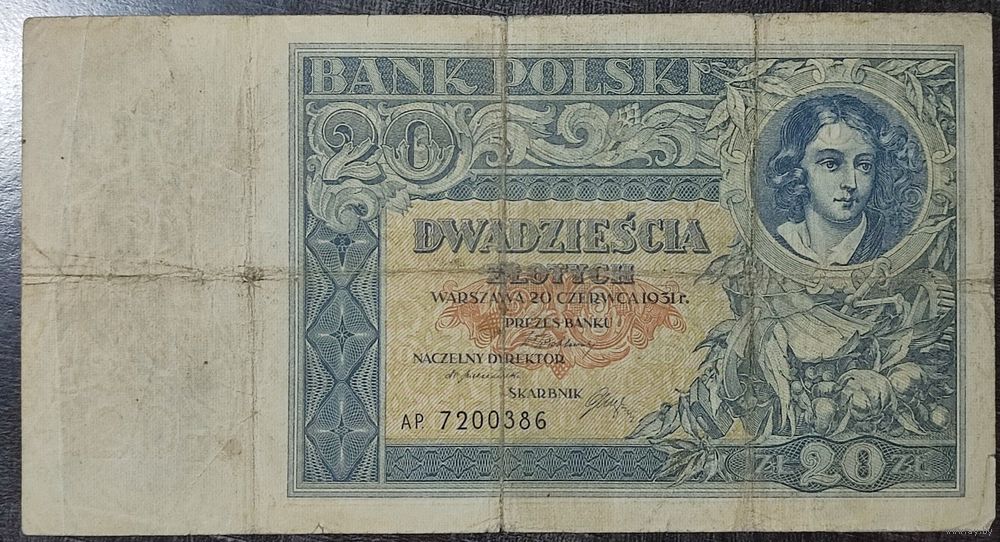 BANK POLSKI
20
DWADZIEŚCIA
ZŁOTYCH
WARSZAWA 20 CZERWCA 1931 r.
PREZES BANKU
NACZELNY DYREKTOR
SKARBNIK
AP. 7200386
ZŁ 20 ZŁ